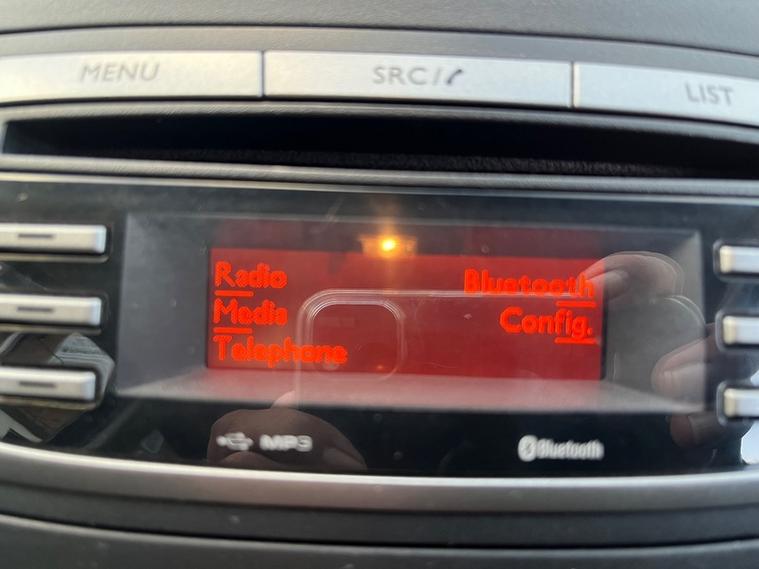 MENU
SRC/
LIST
Radio
Bluetooth
Media
Config.
Telephone
MP3
Bluetooth